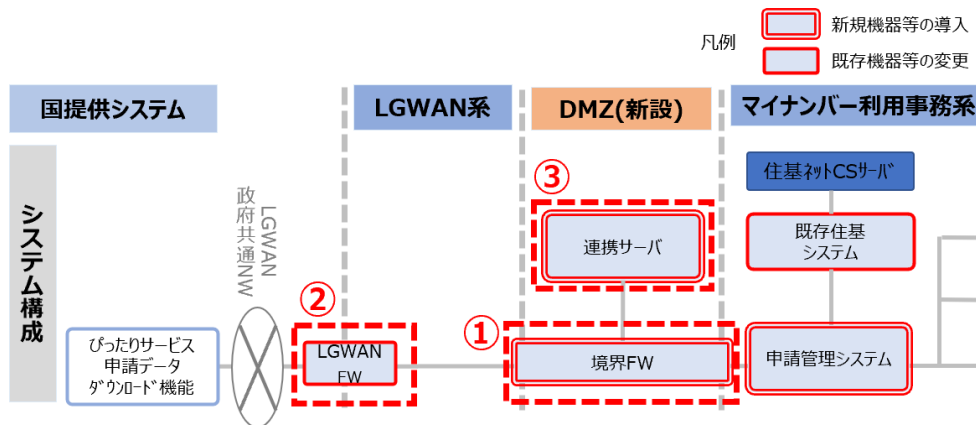 凡例
新規機器等の導入
既存機器等の変更
国提供システム
LGWAN系
DMZ(新設)
マイナンバー利用事務系
システム構成
LGWAN
政府共通NW
ぴったりサービス
申請データ
ダウンロード機能
②
LGWAN
FW
①
境界FW
③
連携サーバ
住基ネットCSサーバ
既存住基
システム
申請管理システム